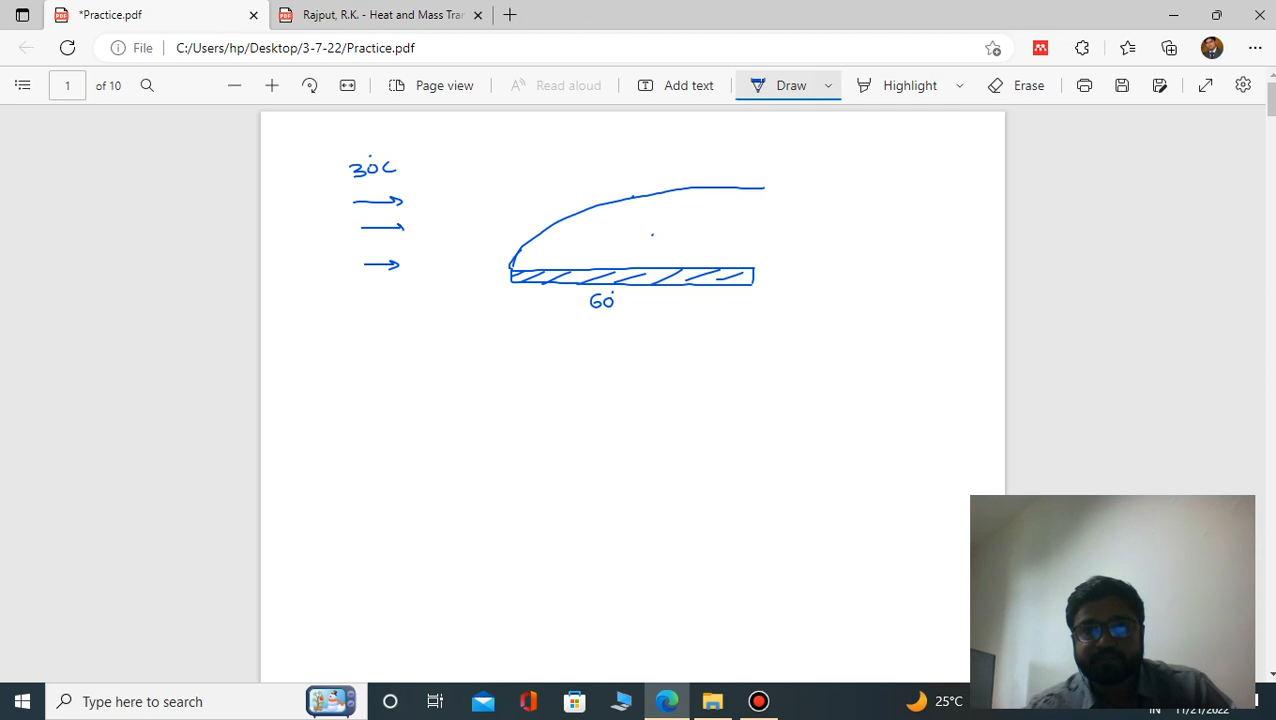 *Practice.pdf
Rajput, R.K. - Heat and Mass Tra
File
C:/Users/hp/Desktop/3-7-22/Practice.pdf
1 of 10
Page view
Read aloud
Add text
Draw
Highlight
Erase
30°C
60°
Type here to search
25°C
IN 11/21/2022